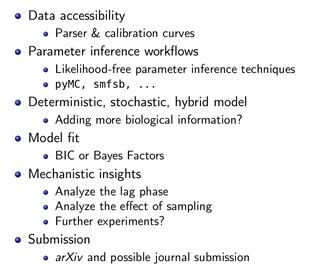 Data accessibility
Parser & calibration curves
Parameter inference workflows
Likelihood-free parameter inference techniques
pyMC, smfsb, ...
Deterministic, stochastic, hybrid model
Adding more biological information?
Model fit
BIC or Bayes Factors
Mechanistic insights
Analyze the lag phase
Analyze the effect of sampling
Further experiments?
Submission
arXiv and possible journal submission